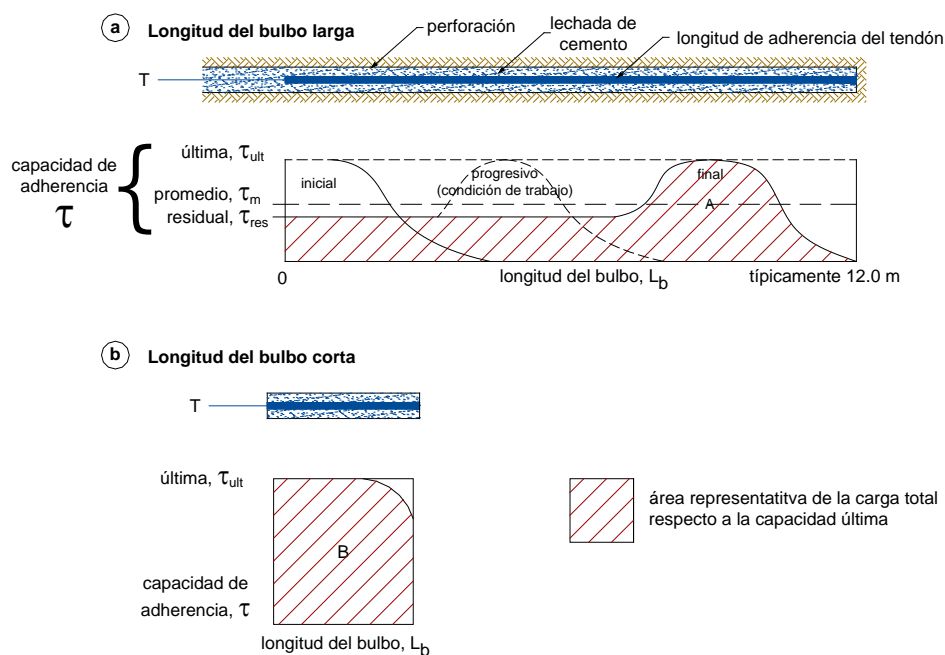 a Longitud del bulbo larga
perforación
lechada de
cemento
longitud de adherencia del tendón
T
capacidad de
adherencia
τ
última, τult
promedio, τm
residual, τres
inicial
progresivo
(condición de trabajo)
final
A
0
longitud del bulbo, Lb
típicamente 12.0 m
b Longitud del bulbo corta
T
última, τult
B
capacidad de
adherencia, τ
longitud del bulbo, Lb
área representatitva de la carga total
respecto a la capacidad última